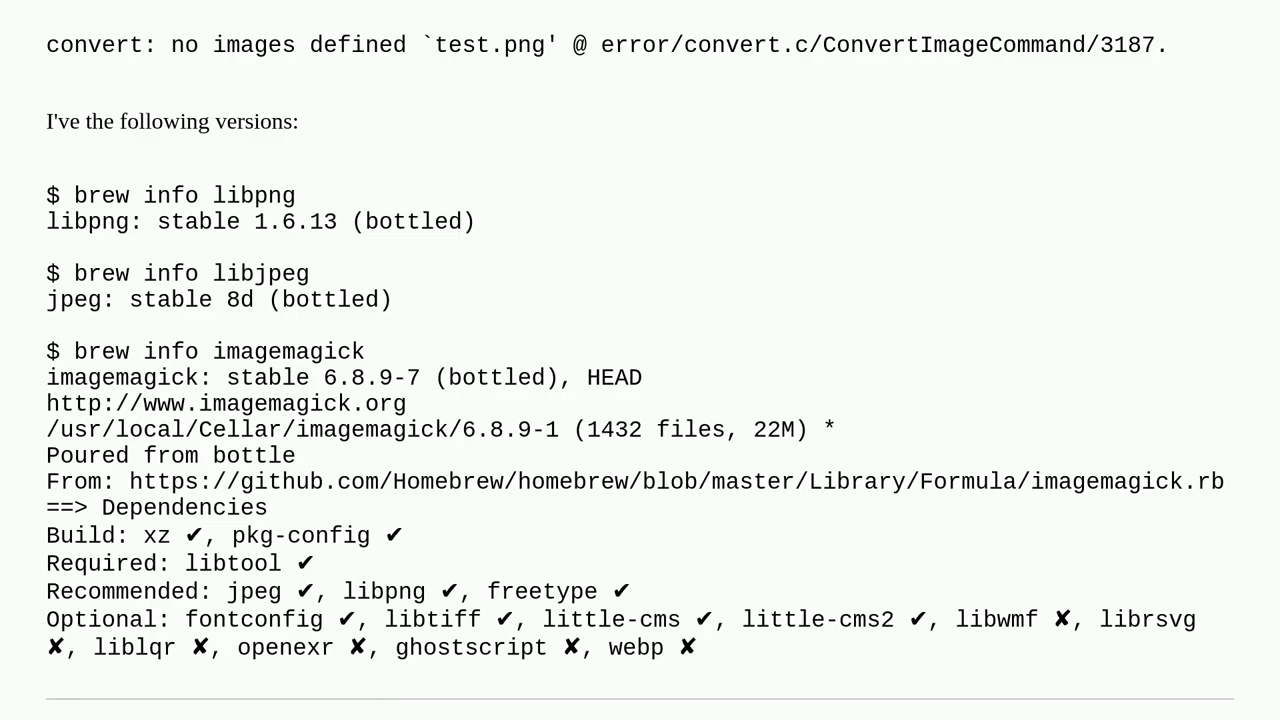 convert: no images defined `test.png' @ error/convert.c/ConvertImageCommand/3187.
I've the following versions:
$ brew info libpng
libpng: stable 1.6.13 (bottled)
$ brew info libjpeg
jpeg: stable 8d (bottled)
$ brew info imagemagick
imagemagick: stable 6.8.9-7 (bottled), HEAD
http://www.imagemagick.org
/usr/local/Cellar/imagemagick/6.8.9-1 (1432 files, 22M) *
Poured from bottle
From: https://github.com/Homebrew/homebrew/blob/master/Library/Formula/imagemagick.rb
==> Dependencies
Build: xz ✔, pkg-config ✔
Required: libtool ✔
Recommended: jpeg ✔, libpng ✔, freetype ✔
Optional: fontconfig ✔, libtiff ✔, little-cms ✔, little-cms2 ✔, libwmf ✘, librsvg
✘, liblqr ✘, openexr ✘, ghostscript ✘, webp ✘